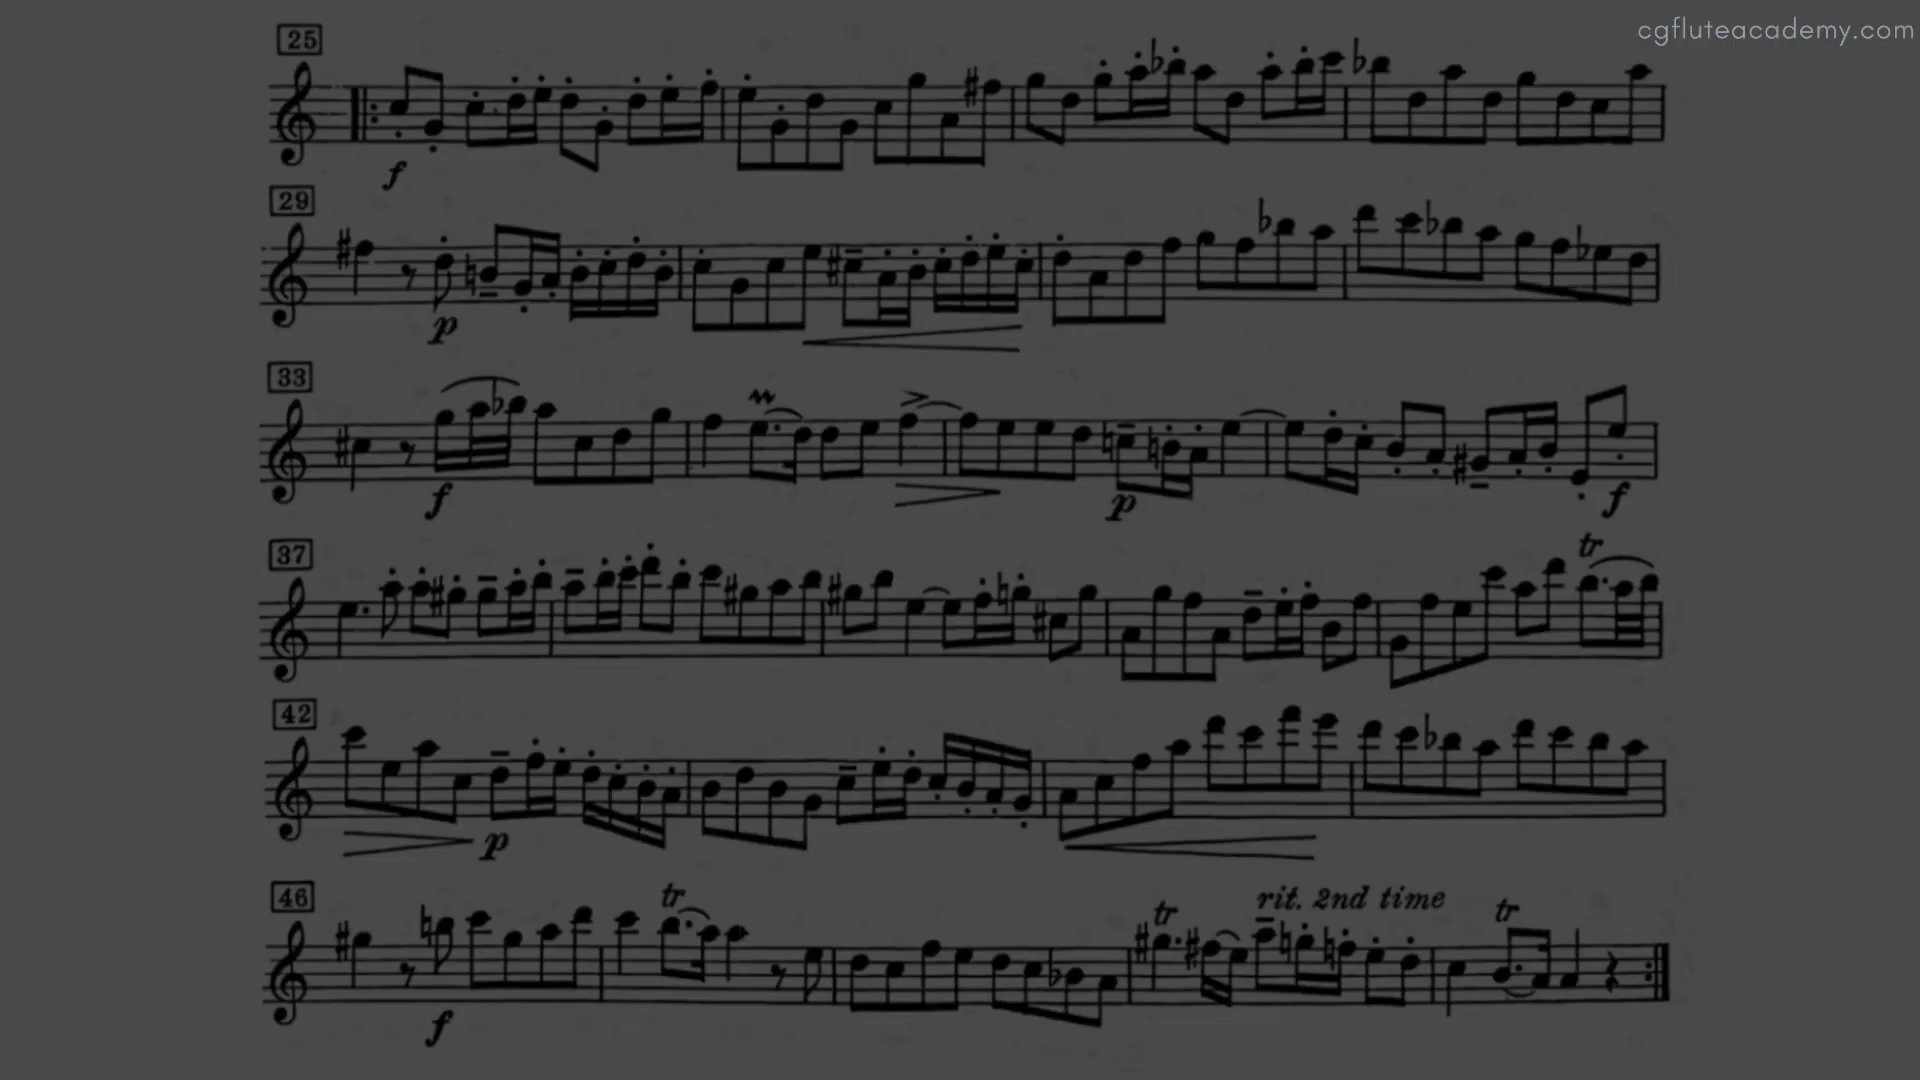 cgfluteacademy.com
25
f
29
p
33
f
p
f
37
tr
42
p
46
tr
tr
rit. 2nd time
tr
f